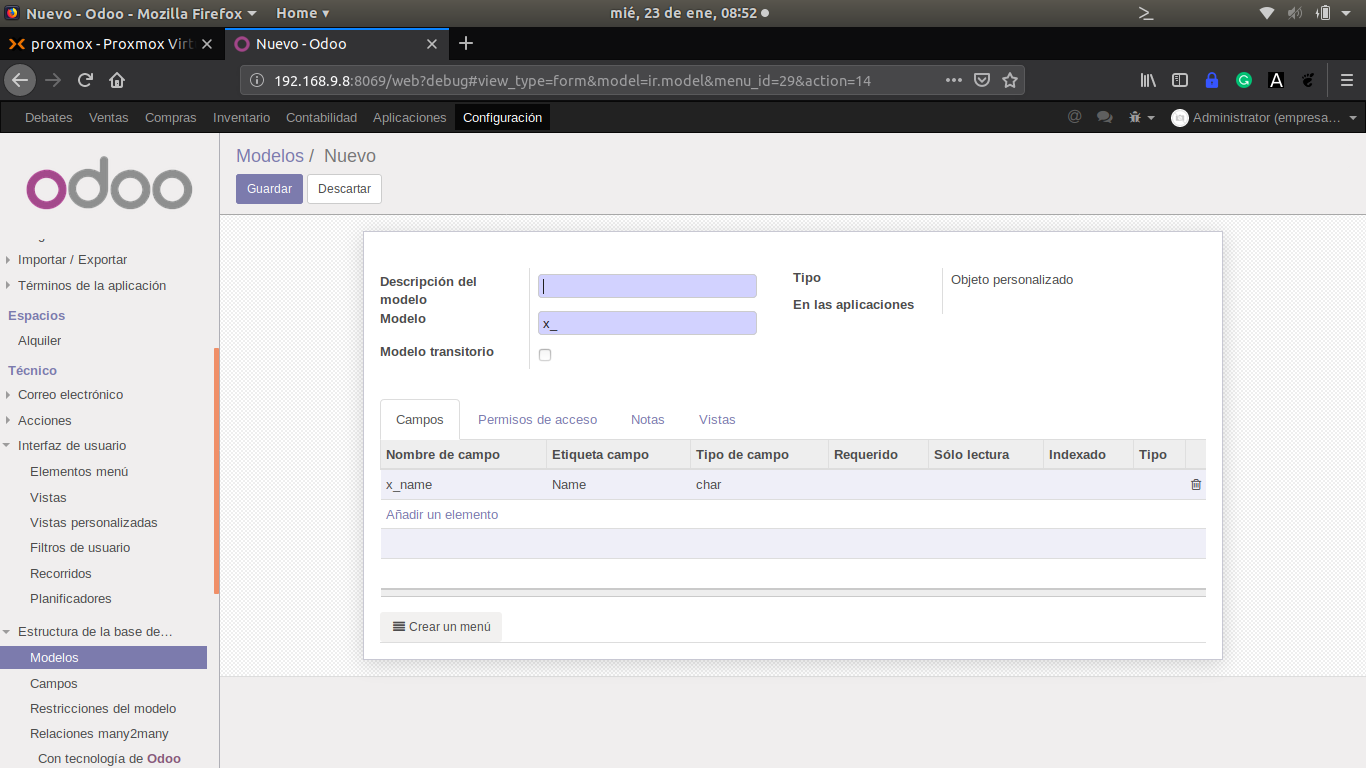 Nuevo - Odoo - Mozilla Firefox
Home
mié, 23 de ene, 08:52
proxmox - Proxmox Virt
Nuevo - Odoo
192.168.9.8:8069/web?debug#view_type=form&model=ir.model&menu_id=29&action=14
Debates Ventas Compras Inventario Contabilidad Aplicaciones Configuración
@ Administrator (empresa…
odoo
Modelos / Nuevo
Guardar Descartar
Importar / Exportar
Términos de la aplicación
Espacios
Alquiler
Técnico
Correo electrónico
Acciones
Interfaz de usuario
Elementos menú
Vistas
Vistas personalizadas
Filtros de usuario
Recorridos
Planificadores
Estructura de la base de…
Modelos
Campos
Restricciones del modelo
Relaciones many2many
Con tecnología de Odoo
Descripción del
modelo
Modelo x_
Modelo transitorio
Tipo Objeto personalizado
En las aplicaciones
Campos Permisos de acceso Notas Vistas
Nombre de campo Etiqueta campo Tipo de campo Requerido Sólo lectura Indexado Tipo
x_name Name char
Añadir un elemento
Crear un menú